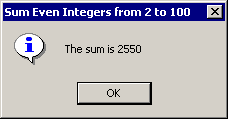 Sum Even Integers from 2 to 100
The sum is 2550
OK